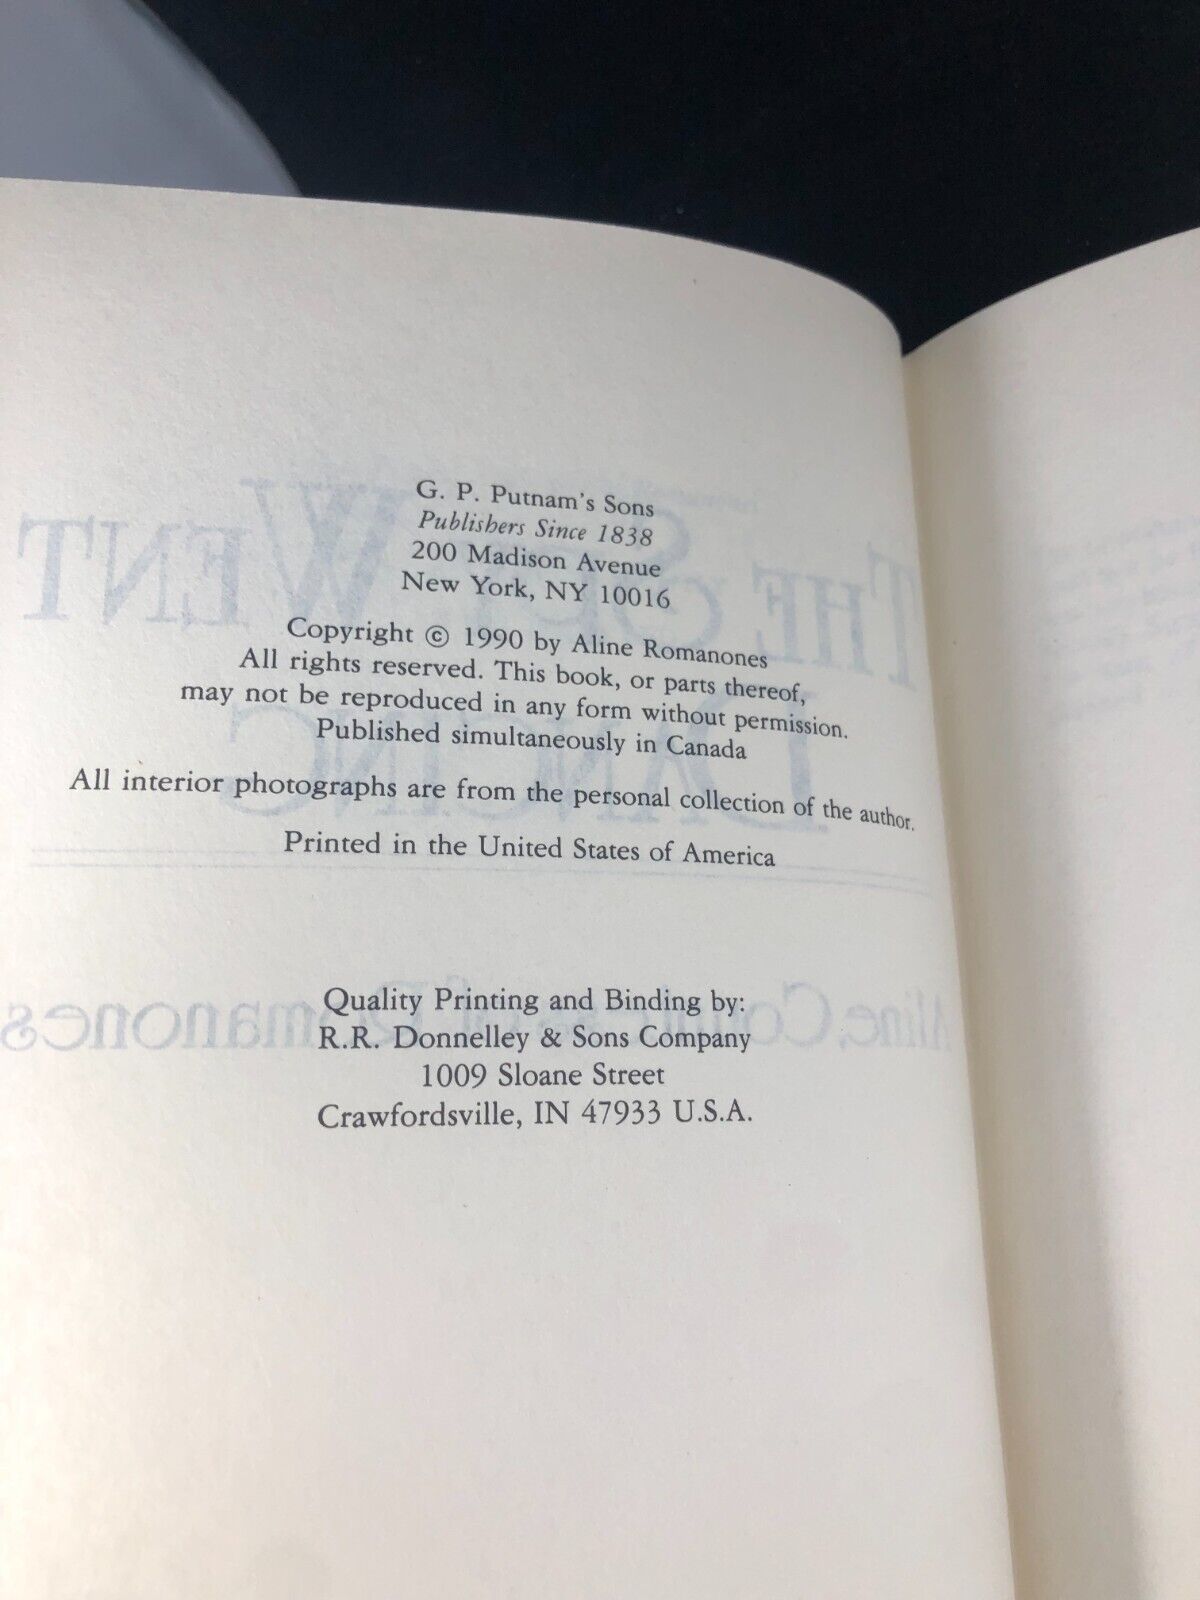 G. P. Putnam's Sons
Publishers Since 1838
200 Madison Avenue
New York, NY 10016
Copyright © 1990 by Aline Romanones
All rights reserved. This book, or parts thereof,
may not be reproduced in any form without permission.
Published simultaneously in Canada
All interior photographs are from the personal collection of the author.
Printed in the United States of America
Quality Printing and Binding by:
R.R. Donnelley & Sons Company
1009 Sloane Street
Crawfordsville, IN 47933 U.S.A.